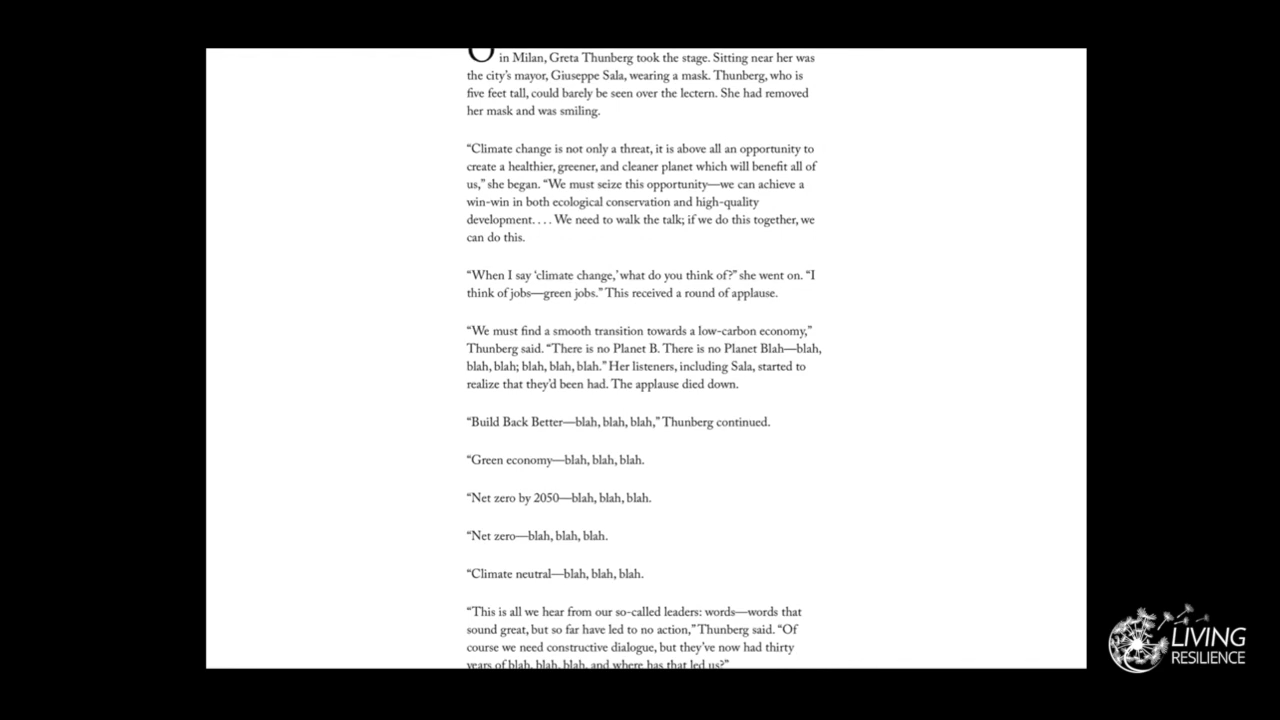 in Milan, Greta Thunberg took the stage. Sitting near her was
the city’s mayor, Giuseppe Sala, wearing a mask. Thunberg, who is
five feet tall, could barely be seen over the lectern. She had removed
her mask and was smiling.
“Climate change is not only a threat, it is above all an opportunity to
create a healthier, greener, and cleaner planet which will benefit all of
us,” she began. “We must seize this opportunity—we can achieve a
win-win in both ecological conservation and high-quality
development. . . . We need to walk the talk; if we do this together, we
can do this.
“When I say ‘climate change,’ what do you think of?” she went on. “I
think of jobs—green jobs.” This received a round of applause.
“We must find a smooth transition towards a low-carbon economy,”
Thunberg said. “There is no Planet B. There is no Planet Blah—blah,
blah, blah; blah, blah, blah.” Her listeners, including Sala, started to
realize that they’d been had. The applause died down.
“Build Back Better—blah, blah, blah,” Thunberg continued.
“Green economy—blah, blah, blah.
“Net zero by 2050—blah, blah, blah.
“Net zero—blah, blah, blah.
“Climate neutral—blah, blah, blah.
“This is all we hear from our so-called leaders: words—words that
sound great, but so far have led to no action,” Thunberg said. “Of
course we need constructive dialogue, but they’ve now had thirty
years of blah, blah, blah, and where has that led us?”
LIVING
RESILIENCE